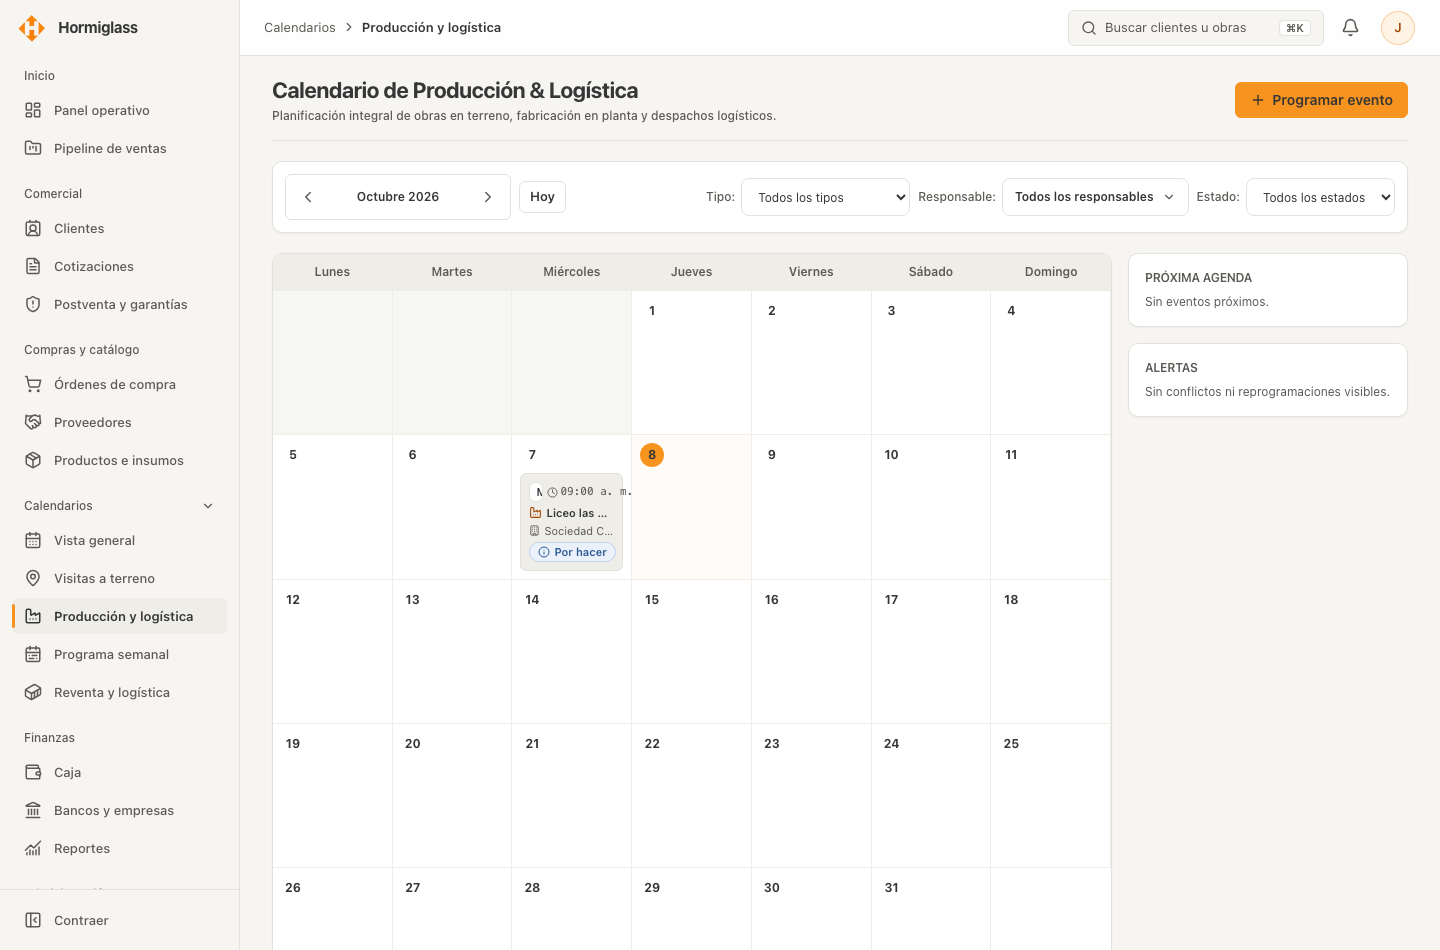 Hormiglass
Calendarios > Producción y logística
Buscar clientes u obras ⌘K
J
Inicio
Panel operativo
Pipeline de ventas
Comercial
Clientes
Cotizaciones
Postventa y garantías
Compras y catálogo
Órdenes de compra
Proveedores
Productos e insumos
Calendarios
Vista general
Visitas a terreno
Producción y logística
Programa semanal
Reventa y logística
Finanzas
Caja
Bancos y empresas
Reportes
Contraer
Calendario de Producción & Logística
Planificación integral de obras en terreno, fabricación en planta y despachos logísticos.
+ Programar evento
Octubre 2026
Hoy
Tipo: Todos los tipos
Responsable: Todos los responsables
Estado: Todos los estados
Lunes Martes Miércoles Jueves Viernes Sábado Domingo
1 2 3 4
5 6 7 8 9 10 11
09:00 a. m.
Liceo las ...
Sociedad C...
Por hacer
12 13 14 15 16 17 18
19 20 21 22 23 24 25
26 27 28 29 30 31
PRÓXIMA AGENDA
Sin eventos próximos.
ALERTAS
Sin conflictos ni reprogramaciones visibles.